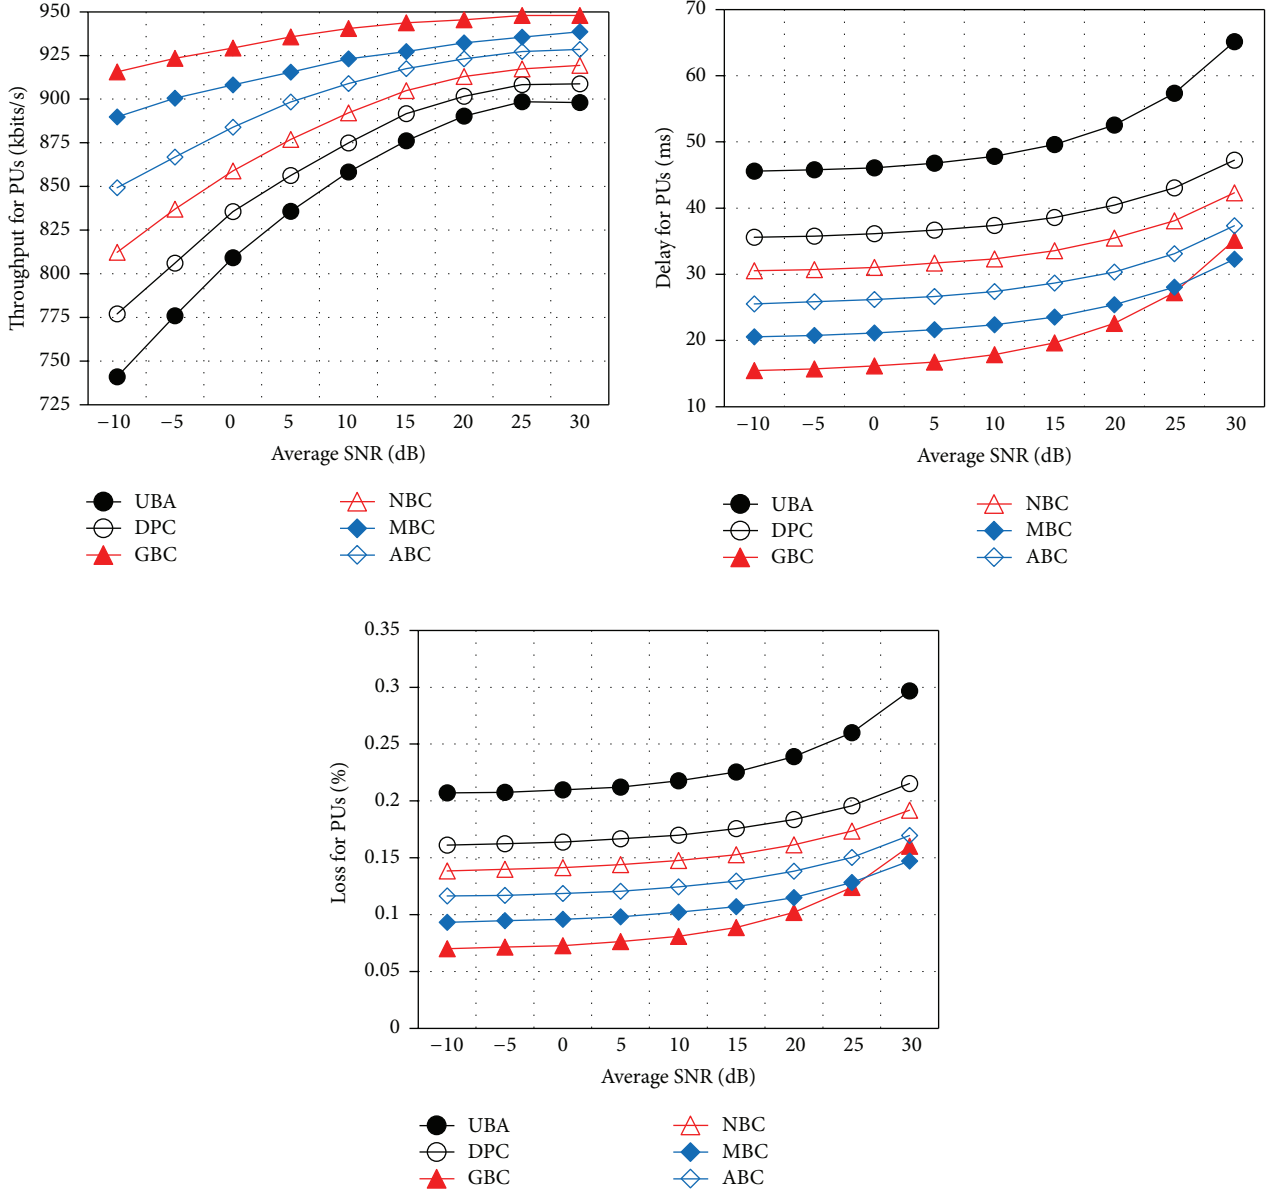 950
925
900
875
850
825
800
775
750
725
Throughput for PUs (kbits/s)
−10 −5 0 5 10 15 20 25 30
Average SNR (dB)
UBA
DPC
GBC
NBC
MBC
ABC
70
60
50
40
30
20
10
Delay for PUs (ms)
−10 −5 0 5 10 15 20 25 30
Average SNR (dB)
UBA
DPC
GBC
NBC
MBC
ABC
0.35
0.3
0.25
0.2
0.15
0.1
0.05
0
Loss for PUs (%)
−10 −5 0 5 10 15 20 25 30
Average SNR (dB)
UBA
DPC
GBC
NBC
MBC
ABC